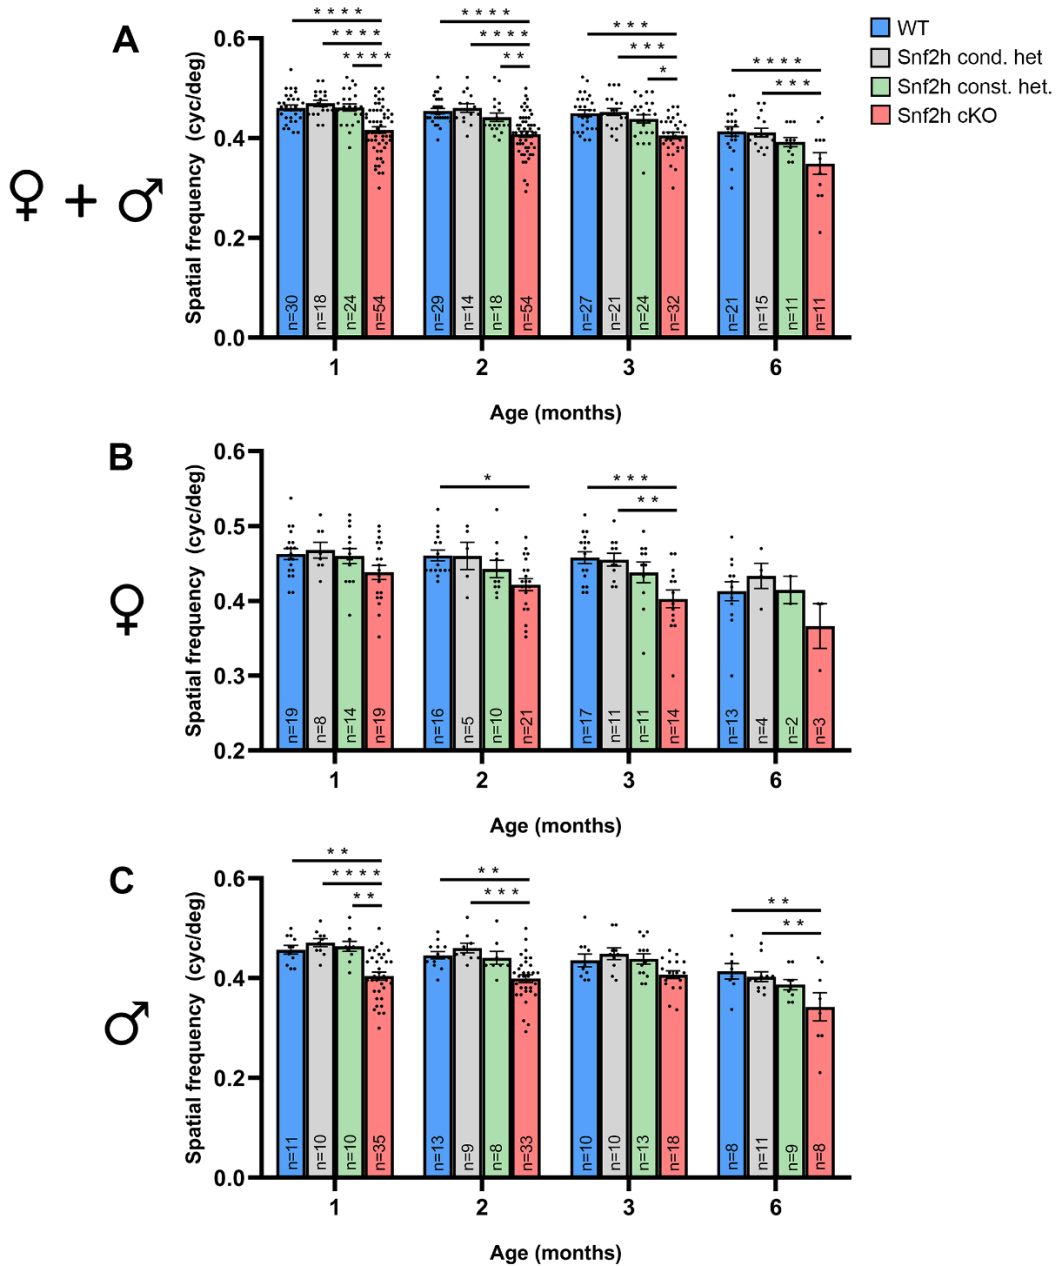 A
* * * *
* * * *
* * * *
* * * *
* * * *
* *
* * *
* * *
*
* * * *
* * *
WT
Snf2h cond. het
Snf2h const. het.
Snf2h cKO
Spatial frequency (cyc/deg)
0.6
0.4
0.2
0.0
n=30
n=18
n=24
n=54
n=29
n=14
n=18
n=54
n=27
n=21
n=24
n=32
n=21
n=15
n=11
n=11
1 2 3 6
Age (months)
♀ + ♂
B
*
* * *
* *
Spatial frequency (cyc/deg)
0.6
0.5
0.4
0.3
0.2
n=19
n=8
n=14
n=19
n=16
n=5
n=10
n=21
n=17
n=11
n=11
n=14
n=13
n=4
n=2
n=3
1 2 3 6
Age (months)
♀
C
* *
* * * *
* *
* *
* * *
* *
* *
Spatial frequency (cyc/deg)
0.6
0.4
0.2
0.0
n=11
n=10
n=10
n=35
n=13
n=9
n=8
n=33
n=10
n=10
n=13
n=18
n=8
n=11
n=9
n=8
1 2 3 6
Age (months)
♂